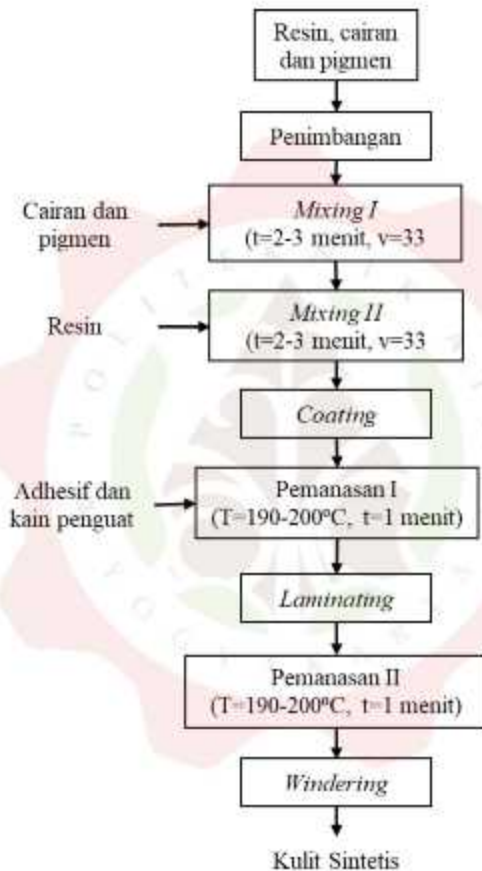 Resin, cairan
dan pigmen
Penimbangan
Cairan dan
pigmen
Mixing I
(t=2-3 menit, v=33
Resin
Mixing II
(t=2-3 menit, v=33
Coating
Adhesif dan
kain penguat
Pemanasan I
(T=190-200ºC, t=1 menit)
Laminating
Pemanasan II
(T=190-200ºC, t=1 menit)
Windering
Kulit Sintetis